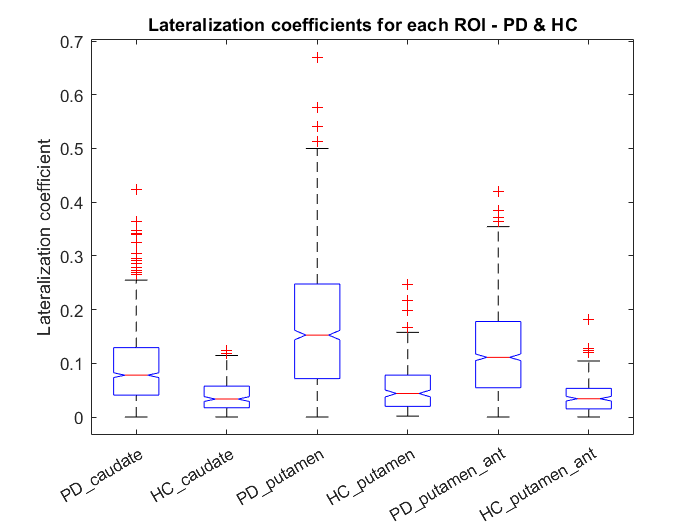 Lateralization coefficients for each ROI - PD & HC
Lateralization coefficient
0.7
0.6
0.5
0.4
0.3
0.2
0.1
0
PD_caudate
HC_caudate
PD_putamen
HC_putamen
PD_putamen_ant
HC_putamen_ant